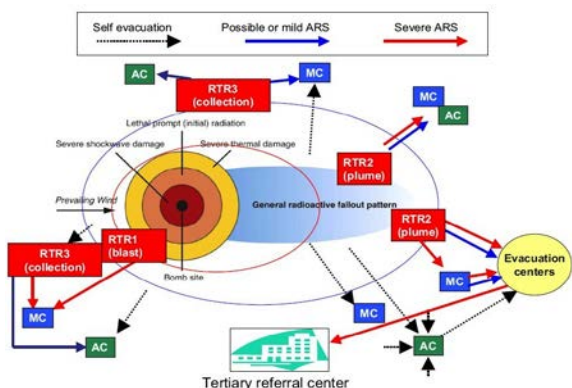 Self evacuation
Possible or mild ARS
Severe ARS
AC
RTR3
(collection)
MC
Lethal prompt (initial) radiation
Severe shockwave damage
Severe thermal damage
MC
AC
RTR2
(plume)
Prevailing Wind
General radioactive fallout pattern
RTR2
(plume)
RTR3
(collection)
RTR1
(blast)
Evacuation
centers
Bomb site
MC
MC
MC
AC
AC
Tertiary referral center